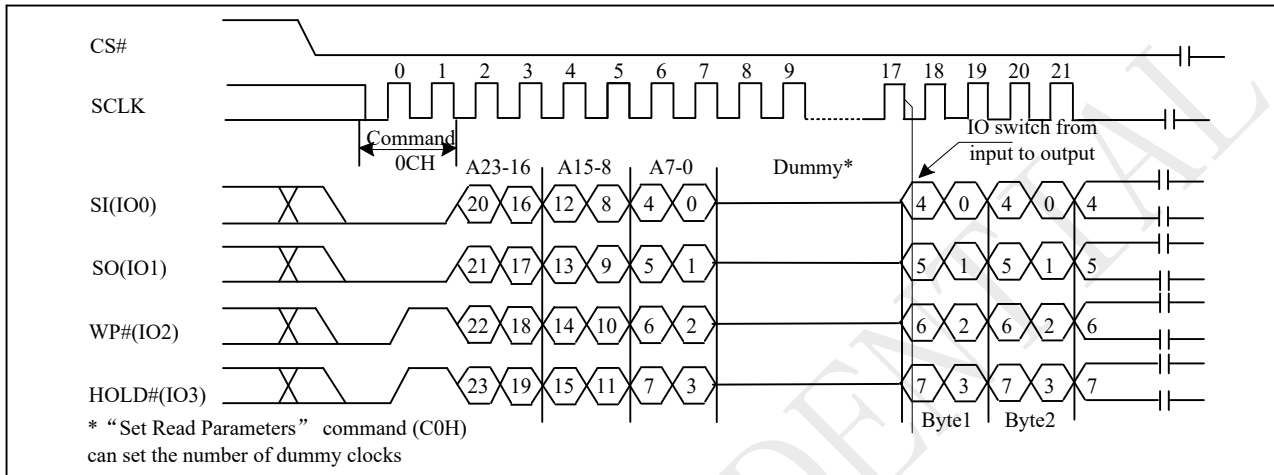 CS#
0 1 2 3 4 5 6 7 8 9 17 18 19 20 21
SCLK
Command
0CH
IO switch from
input to output
A23-16 A15-8 A7-0 Dummy*
SI(IO0) 20 16 12 8 4 0 4 0 4 0 4
SO(IO1) 21 17 13 9 5 1 5 1 5 1 5
WP#(IO2) 22 18 14 10 6 2 6 2 6 2 6
HOLD#(IO3) 23 19 15 11 7 3 7 3 7 3 7
Byte1 Byte2
* “Set Read Parameters” command (C0H)
can set the number of dummy clocks
DENTIAL